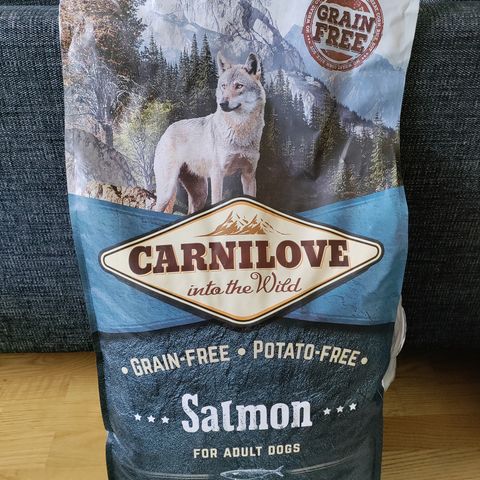 GRAIN
FREE
CARNILOVE
into the Wild
• GRAIN-FREE • POTATO-FREE •
Salmon
FOR ADULT DOGS